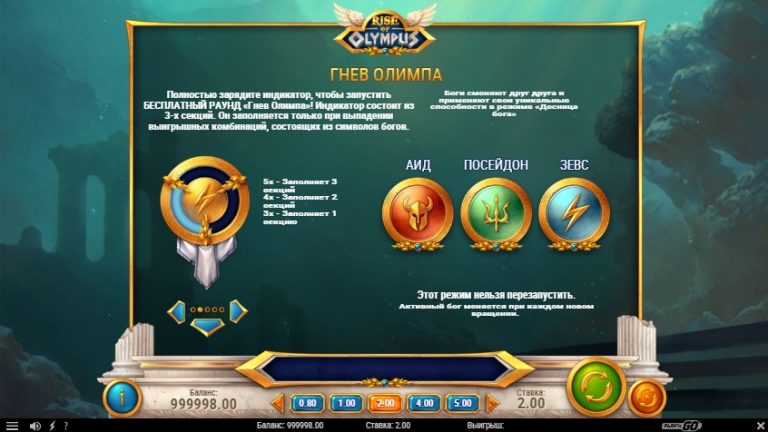 RISE
OF
OLYMPUS
ГНЕВ ОЛИМПА
Полностью зарядите индикатор, чтобы запустить
БЕСПЛАТНЫЙ РАУНД «Гнев Олимпа»! Индикатор состоит из
3-х секций. Он заполняется только при выпадении
выигрышных комбинаций, состоящих из символов богов.
Боги сменяют друг друга и
применяют свои уникальные
способности в режиме «Десница
бога»
5x - Заполняет 3
секций
4x - Заполняет 2
секций
3x - Заполняет 1
секцию
АИД ПОСЕЙДОН ЗЕВС
Этот режим нельзя перезапустить.
Активный бог меняется при каждом новом
вращении.
Баланс:
999998.00
0.80 1.00 2.00 4.00 5.00
Ставка:
2.00
Баланс: 999998.00 Ставка: 2.00 Выигрыш:
PLAY'n GO